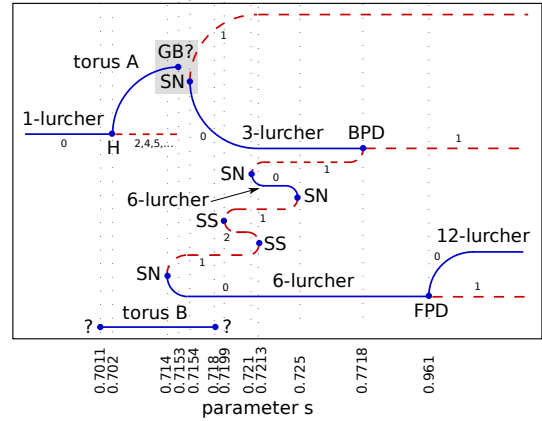 1
GB?
torus A
SN
1-lurcher
3-lurcher
BPD
0
H
2,4,5,...
0
1
1
SN
0
6-lurcher
SN
SS
1
2
SS
12-lurcher
1
0
SN
6-lurcher
0
1
FPD
torus B
?
?
0.7011
0.702
0.714
0.7153
0.7154
0.718
0.7199
0.721
0.7213
0.725
0.7718
0.961
parameter s